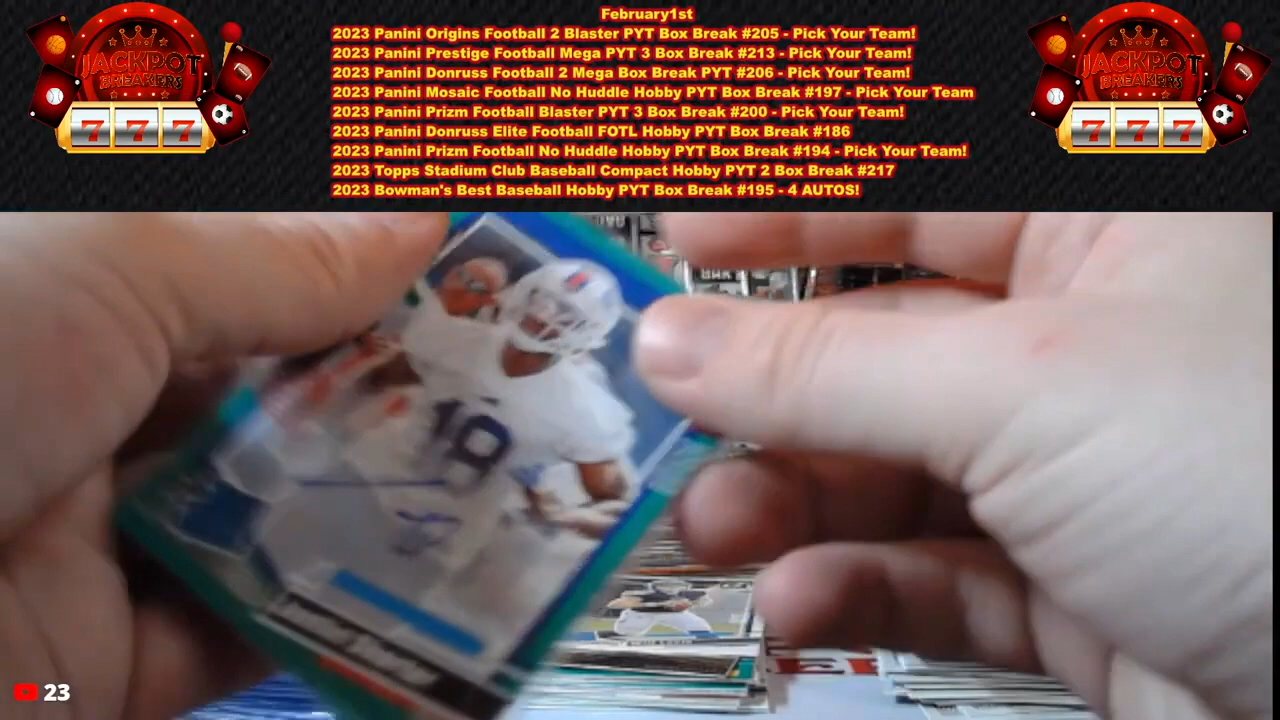 February1st
2023 Panini Origins Football 2 Blaster PYT Box Break #205 - Pick Your Team!
2023 Panini Prestige Football Mega PYT 3 Box Break #213 - Pick Your Team!
2023 Panini Donruss Football 2 Mega Box Break PYT #206 - Pick Your Team!
2023 Panini Mosaic Football No Huddle Hobby PYT Box Break #197 - Pick Your Team
2023 Panini Prizm Football Blaster PYT 3 Box Break #200 - Pick Your Team!
2023 Panini Donruss Elite Football FOTL Hobby PYT Box Break #186
2023 Panini Prizm Football No Huddle Hobby PYT Box Break #194 - Pick Your Team!
2023 Topps Stadium Club Baseball Compact Hobby PYT 2 Box Break #217
2023 Bowman's Best Baseball Hobby PYT Box Break #195 - 4 AUTOS!
JACKPOT
BREAKERS
7 7 7
JACKPOT
BREAKERS
7 7 7
18
23